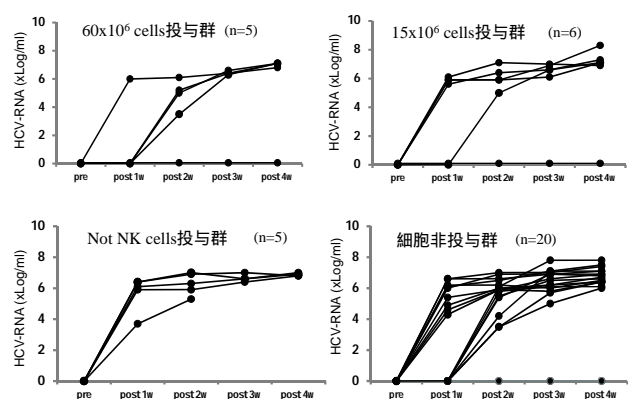 60x10⁶ cells投与群 (n=5)
HCV-RNA (xLog/ml)
10
8
6
4
2
0
pre post 1w post 2w post 3w post 4w
15x10⁶ cells投与群 (n=6)
HCV-RNA (xLog/ml)
10
8
6
4
2
0
pre post 1w post 2w post 3w post 4w
Not NK cells投与群 (n=5)
HCV-RNA (xLog/ml)
10
8
6
4
2
0
pre post 1w post 2w post 3w post 4w
細胞非投与群 (n=20)
HCV-RNA (xLog/ml)
10
8
6
4
2
0
pre post 1w post 2w post 3w post 4w